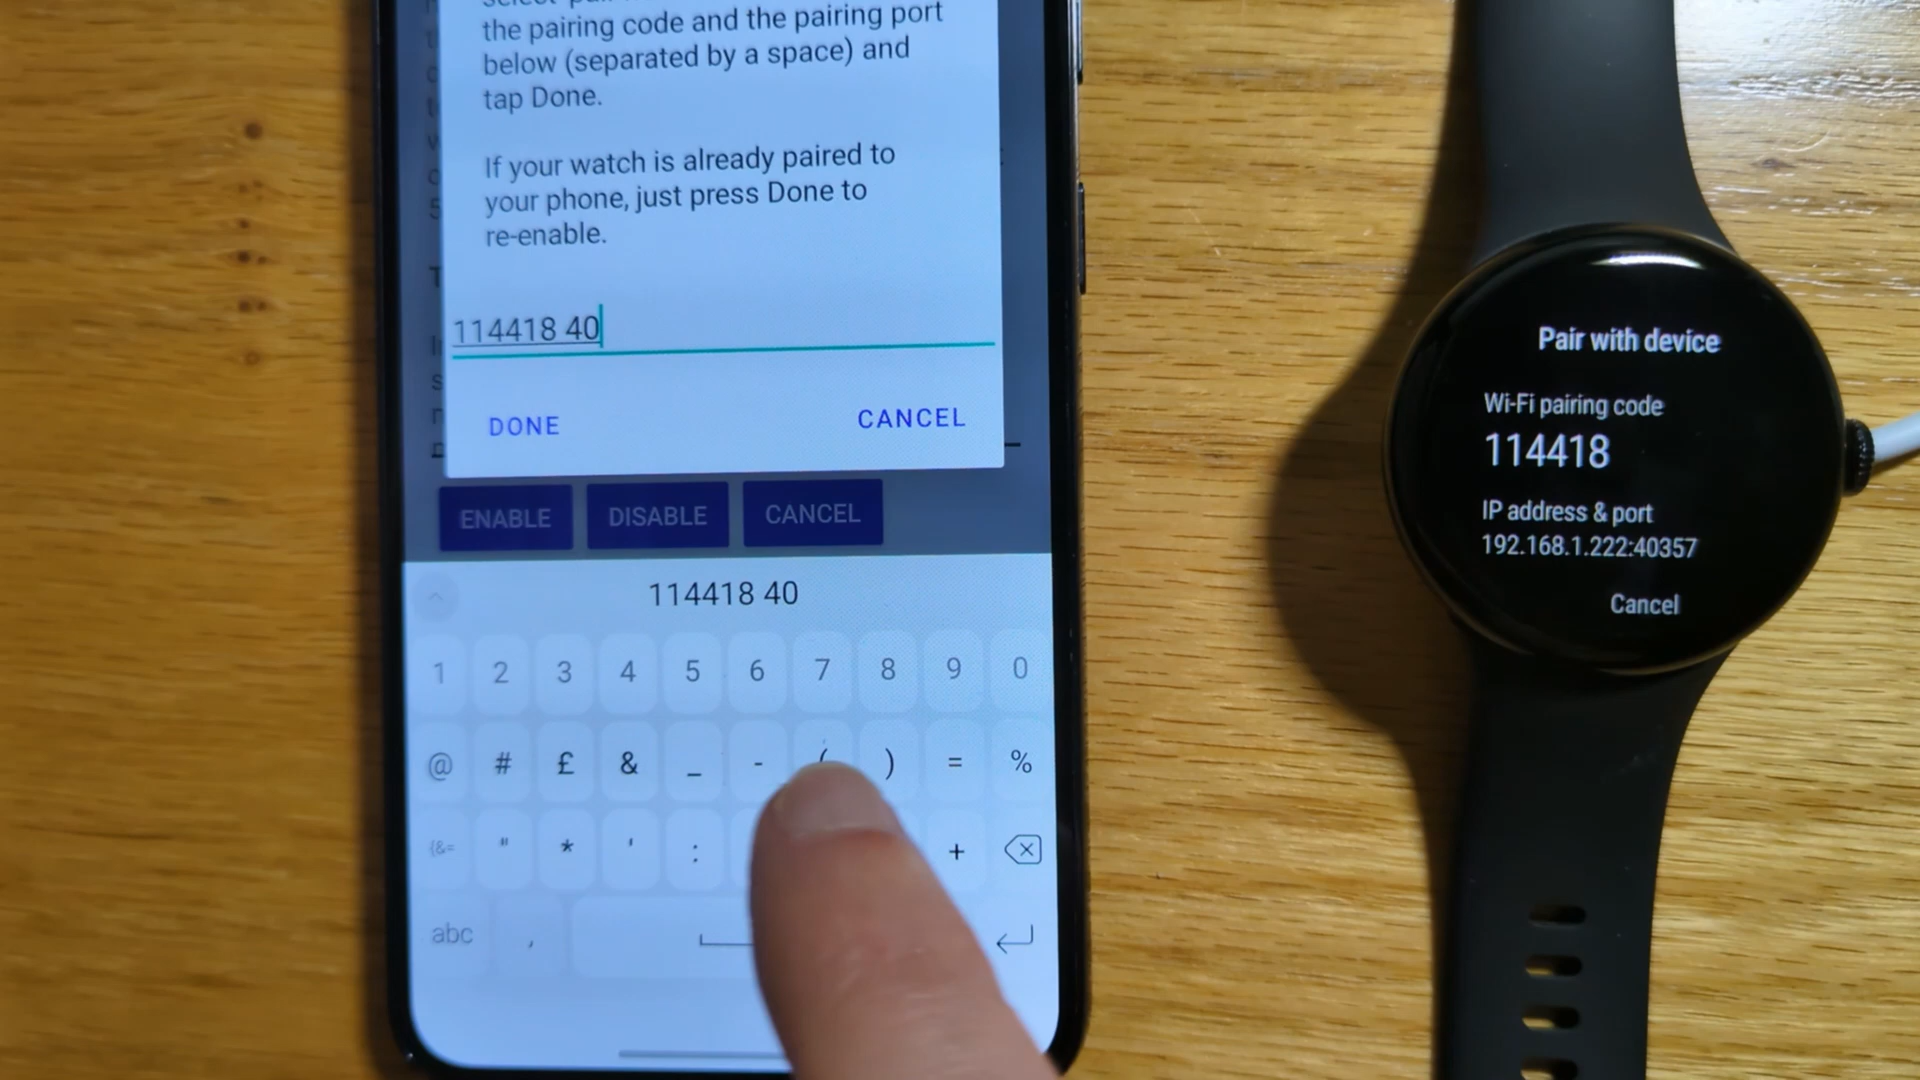 the pairing code and the pairing port
below (separated by a space) and
tap Done.
If your watch is already paired to
your phone, just press Done to
re-enable.
114418 40
DONE
CANCEL
ENABLE
DISABLE
CANCEL
114418 40
1 2 3 4 5 6 7 8 9 0
@ # £ & _ - ( ) = %
{&= " * ' : +
abc ,
Pair with device
Wi-Fi pairing code
114418
IP address & port
192.168.1.222:40357
Cancel